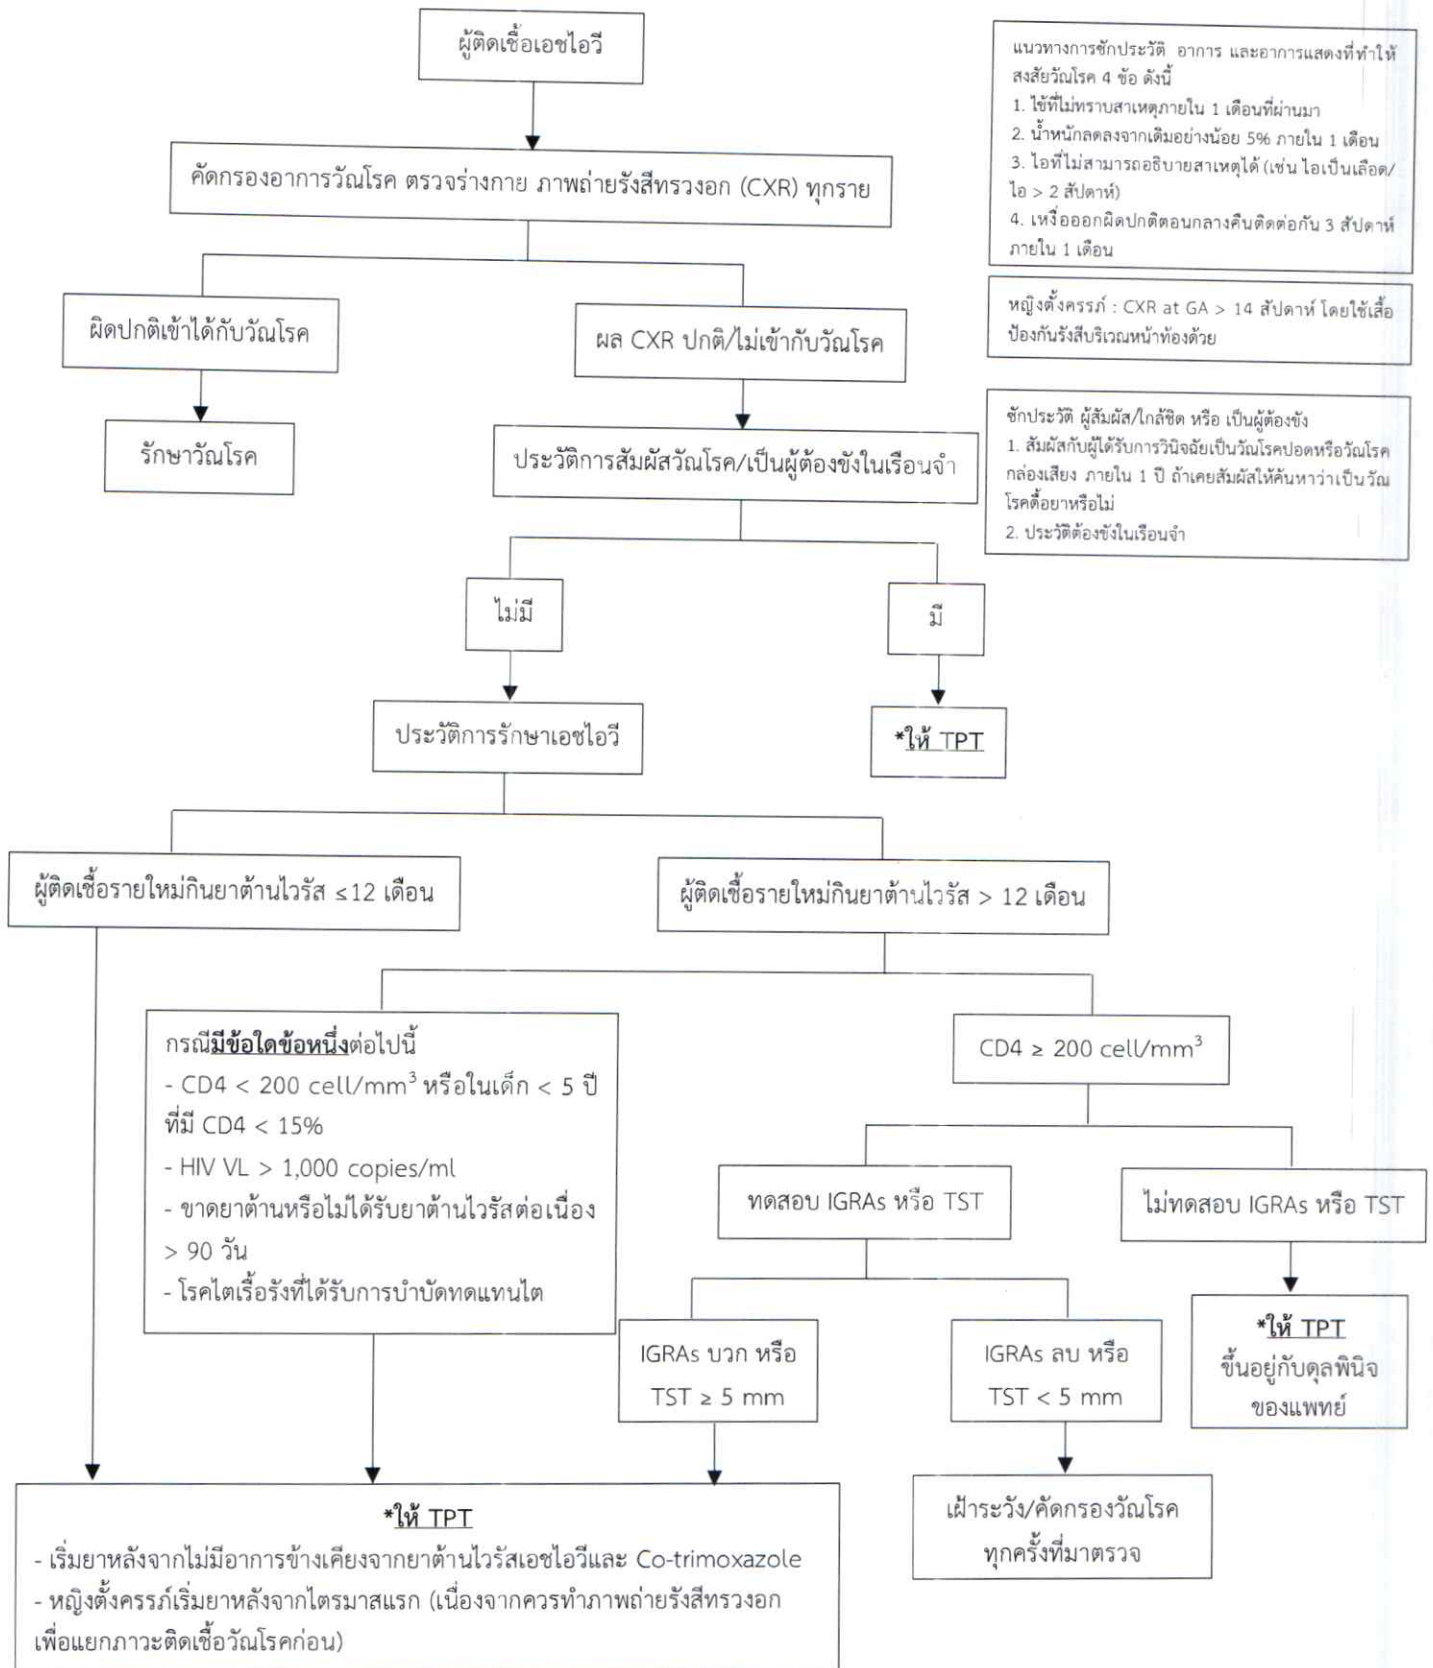 ผู้ติดเชื้อเอชไอวี
แนวทางการซักประวัติ อาการ และอาการแสดงที่ทำให้
สงสัยวัณโรค 4 ข้อ ดังนี้
1. ไข้ที่ไม่ทราบสาเหตุภายใน 1 เดือนที่ผ่านมา
2. น้ำหนักลดลงจากเดิมอย่างน้อย 5% ภายใน 1 เดือน
3. ไอที่ไม่สามารถอธิบายสาเหตุได้ (เช่น ไอเป็นเลือด/
ไอ > 2 สัปดาห์)
4. เหงื่อออกผิดปกติตอนกลางคืนติดต่อกัน 3 สัปดาห์
ภายใน 1 เดือน
คัดกรองอาการวัณโรค ตรวจร่างกาย ภาพถ่ายรังสีทรวงอก (CXR) ทุกราย
หญิงตั้งครรภ์ : CXR at GA > 14 สัปดาห์ โดยใช้เสื้อ
ป้องกันรังสีบริเวณหน้าท้องด้วย
ผิดปกติเข้าได้กับวัณโรค
ผล CXR ปกติ/ไม่เข้ากับวัณโรค
รักษาวัณโรค
ประวัติการสัมผัสวัณโรค/เป็นผู้ต้องขังในเรือนจำ
ซักประวัติ ผู้สัมผัส/ใกล้ชิด หรือ เป็นผู้ต้องขัง
1. สัมผัสกับผู้ได้รับการวินิจฉัยเป็นวัณโรคปอดหรือวัณโรค
กล่องเสียง ภายใน 1 ปี ถ้าเคยสัมผัสให้ค้นหาว่าเป็นวัณ
โรคดื้อยาหรือไม่
2. ประวัติต้องขังในเรือนจำ
ไม่มี
มี
ประวัติการรักษาเอชไอวี
*ให้ TPT
ผู้ติดเชื้อรายใหม่กินยาต้านไวรัส ≤12 เดือน
ผู้ติดเชื้อรายใหม่กินยาต้านไวรัส > 12 เดือน
กรณีมีข้อใดข้อหนึ่งต่อไปนี้
- CD4 < 200 cell/mm³ หรือในเด็ก < 5 ปี
ที่มี CD4 < 15%
- HIV VL > 1,000 copies/ml
- ขาดยาต้านหรือไม่ได้รับยาต้านไวรัสต่อเนื่อง
> 90 วัน
- โรคไตเรื้อรังที่ได้รับการบำบัดทดแทนไต
CD4 ≥ 200 cell/mm³
ทดสอบ IGRAs หรือ TST
ไม่ทดสอบ IGRAs หรือ TST
IGRAs บวก หรือ
TST ≥ 5 mm
IGRAs ลบ หรือ
TST < 5 mm
*ให้ TPT
ขึ้นอยู่กับดุลพินิจ
ของแพทย์
*ให้ TPT
- เริ่มยาหลังจากไม่มีอาการข้างเคียงจากยาต้านไวรัสเอชไอวีและ Co-trimoxazole
- หญิงตั้งครรภ์เริ่มยาหลังจากไตรมาสแรก (เนื่องจากควรทำภาพถ่ายรังสีทรวงอก
เพื่อแยกภาวะติดเชื้อวัณโรคก่อน)
เฝ้าระวัง/คัดกรองวัณโรค
ทุกครั้งที่มาตรวจ